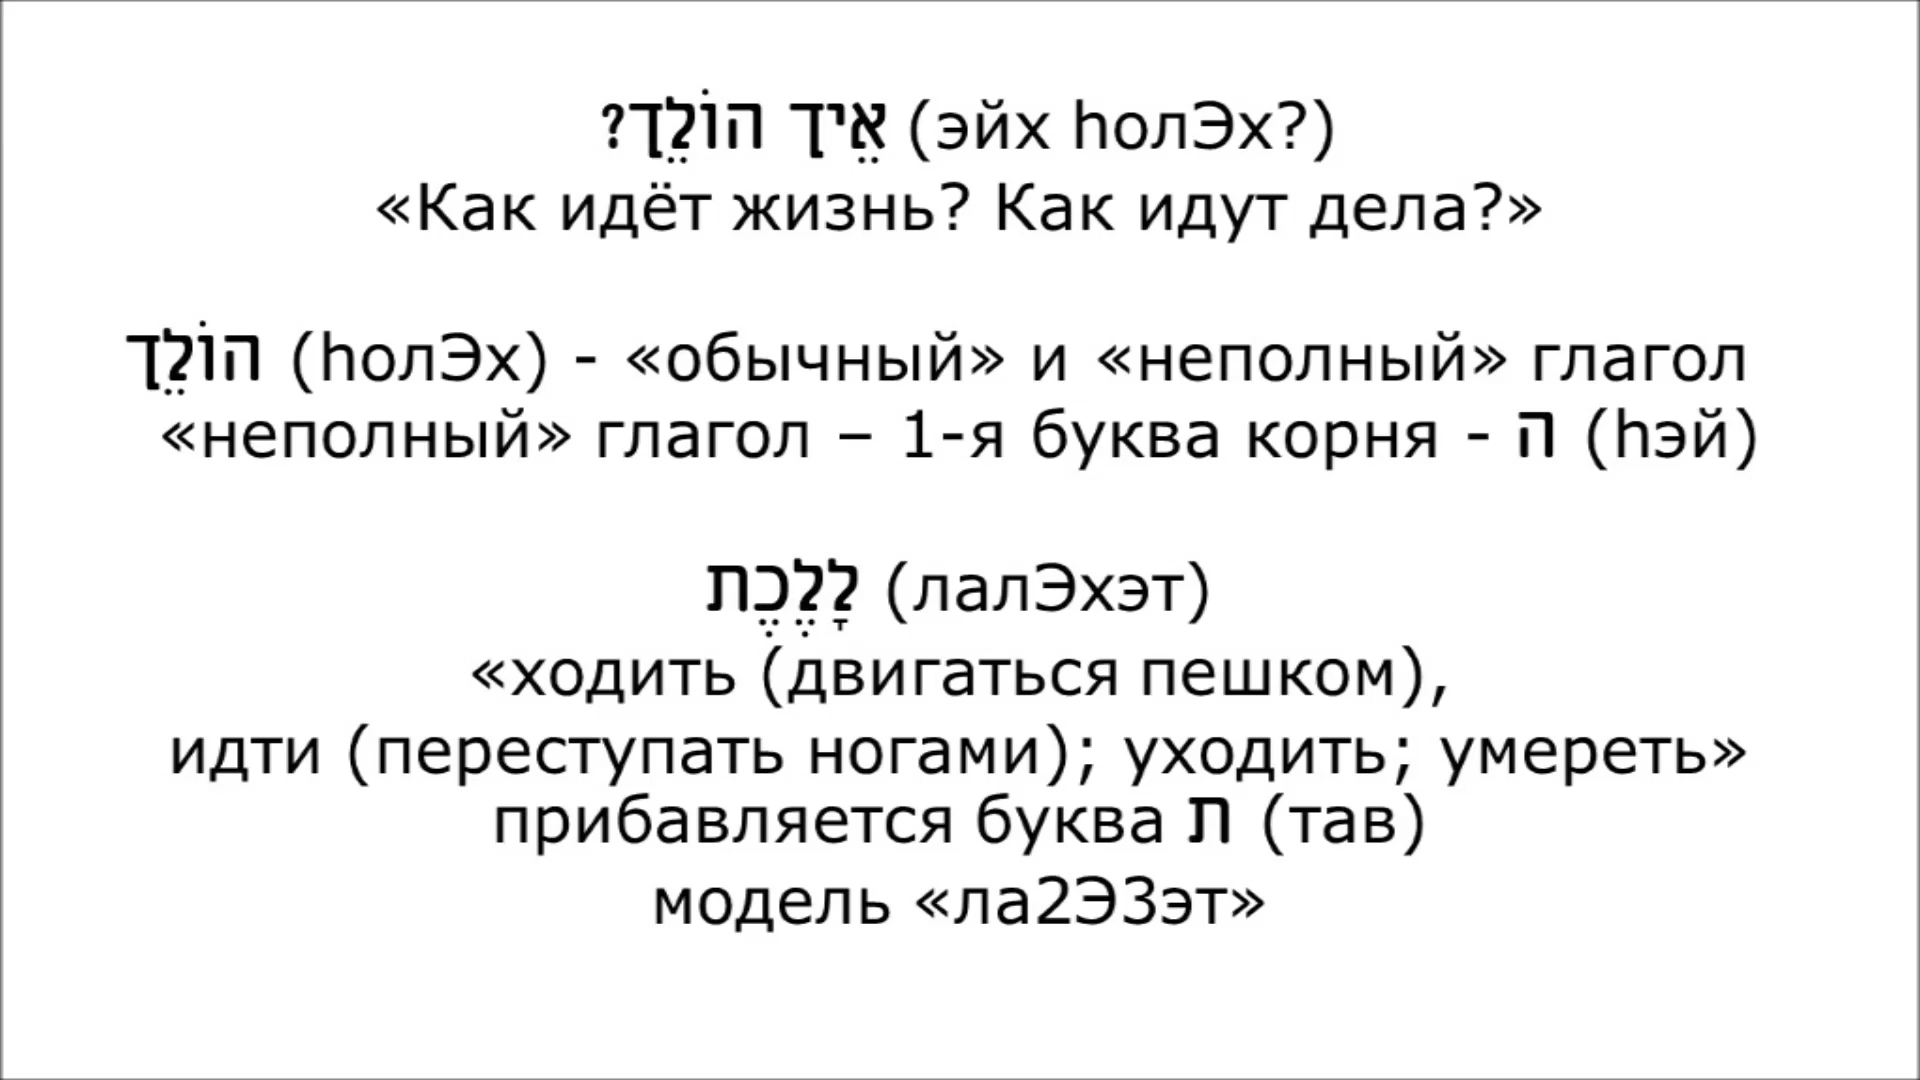 אֵיך הוֹלֵך? (эйх hолЭх?)
«Как идёт жизнь? Как идут дела?»
הוֹלֵך (hолЭх) - «обычный» и «неполный» глагол
«неполный» глагол – 1-я буква корня - ה (hэй)
לָלֶכֶת (лалЭхэт)
«ходить (двигаться пешком),
идти (переступать ногами); уходить; умереть»
прибавляется буква ת (тав)
модель «ла2Э3эт»